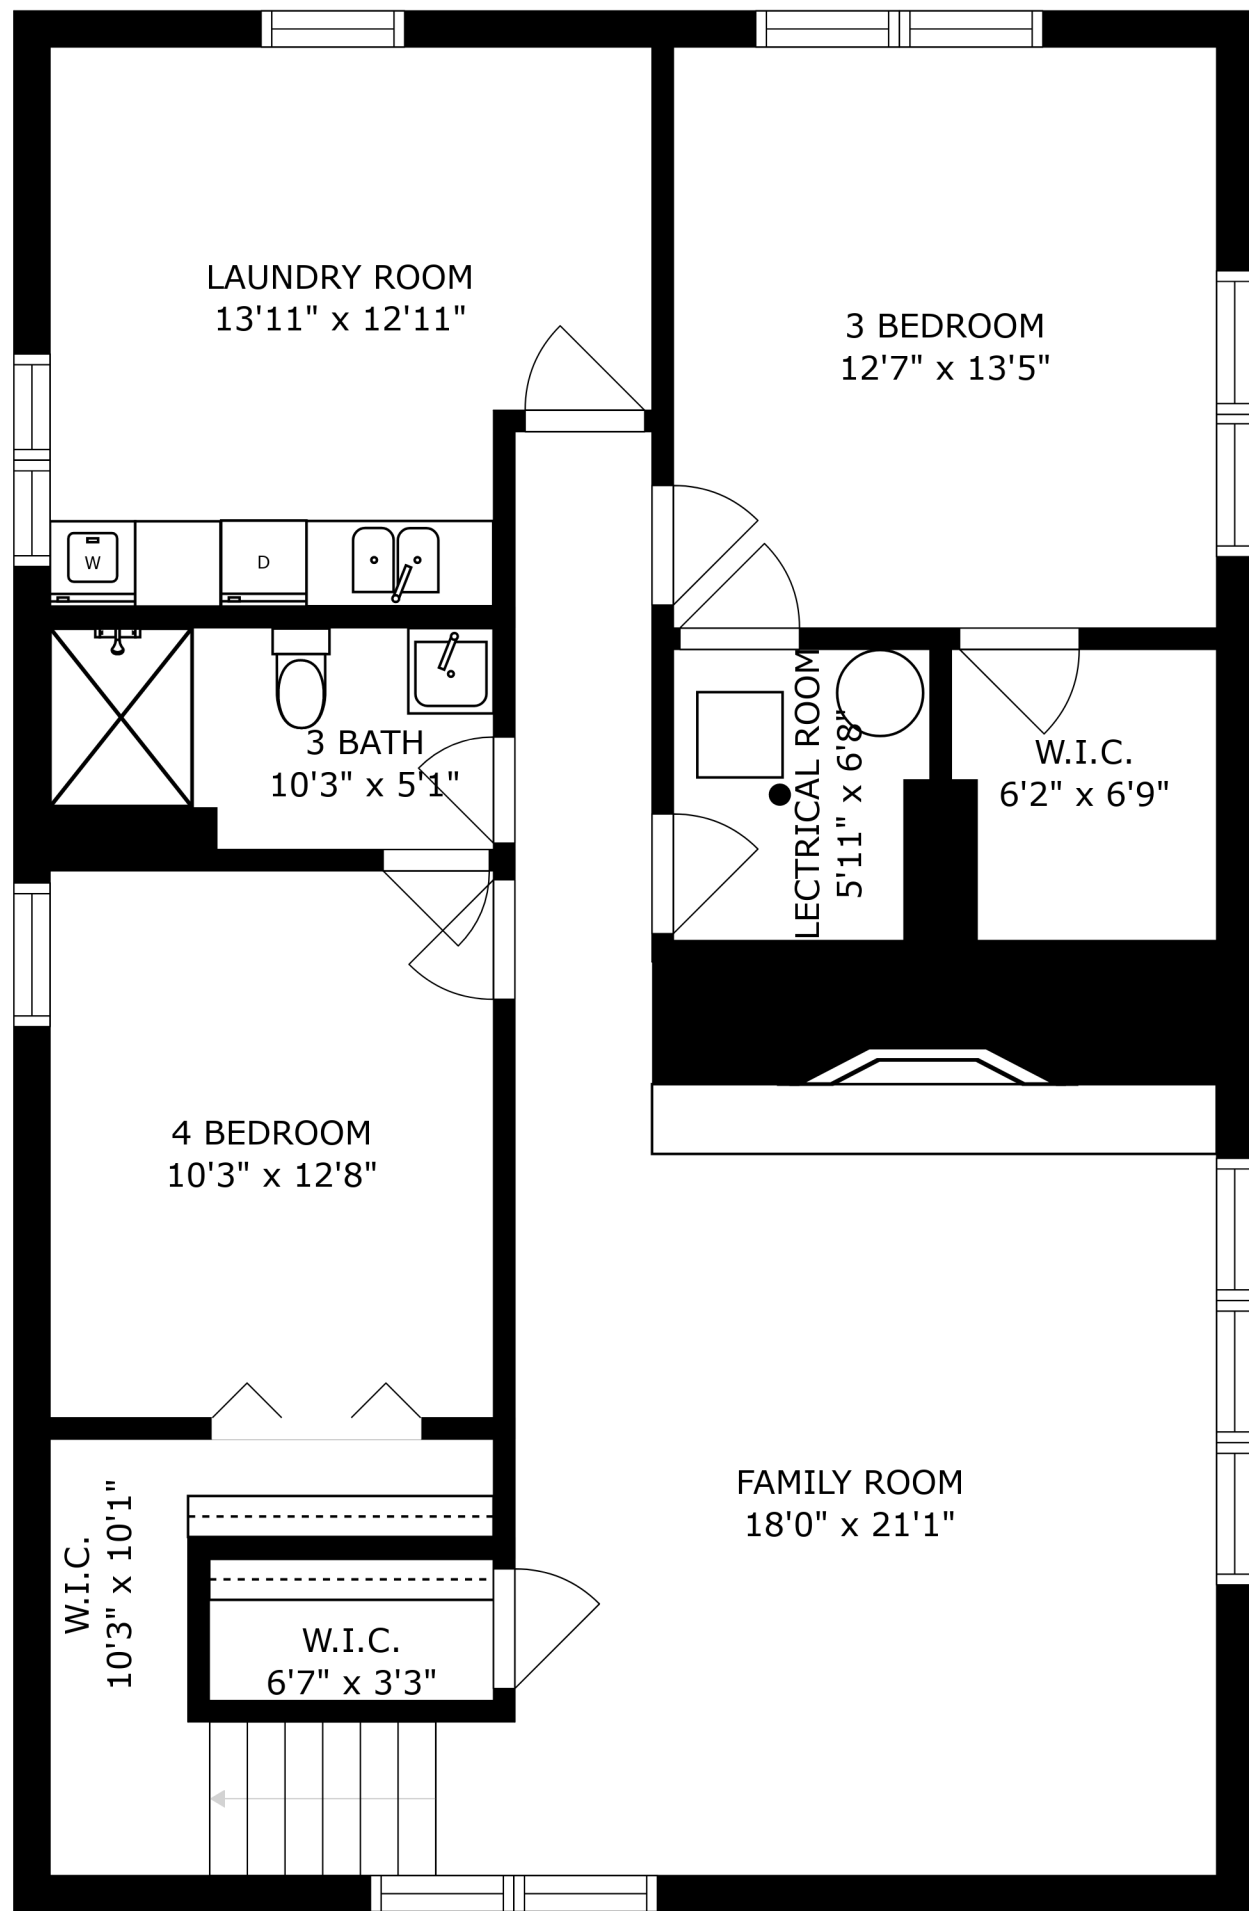 LAUNDRY ROOM
13'11" x 12'11"
3 BEDROOM
12'7" x 13'5"
W
D
3 BATH
10'3" x 5'1"
LECTRICAL ROOM
5'11" x 6'8"
W.I.C.
6'2" x 6'9"
4 BEDROOM
10'3" x 12'8"
FAMILY ROOM
18'0" x 21'1"
W.I.C.
10'3" x 10'1"
W.I.C.
6'7" x 3'3"